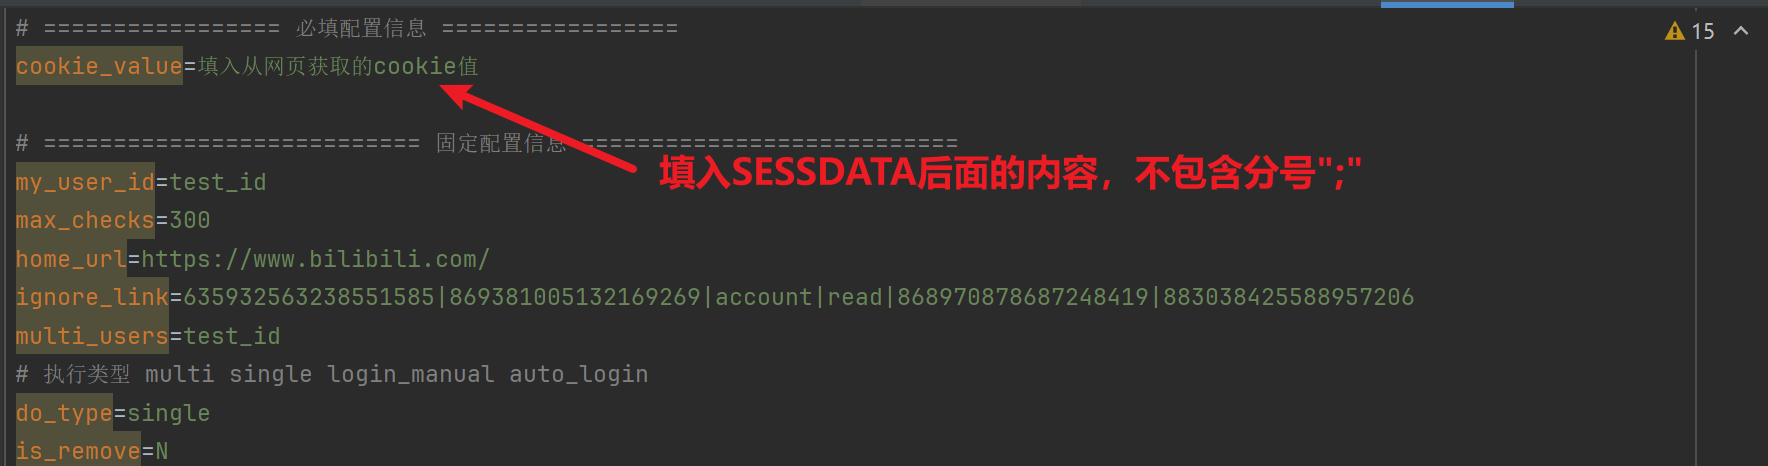 # ================= 必填配置信息 =================
15
cookie_value=填入从网页获取的cookie值
# =========================== 固定配置信息 ===========================
填入SESSDATA后面的内容，不包含分号";"
my_user_id=test_id
max_checks=300
home_url=https://www.bilibili.com/
ignore_link=635932563238551585|869381005132169269|account|read|868970878687248419|883038425588957206
multi_users=test_id
# 执行类型 multi single login_manual auto_login
do_type=single
is_remove=N